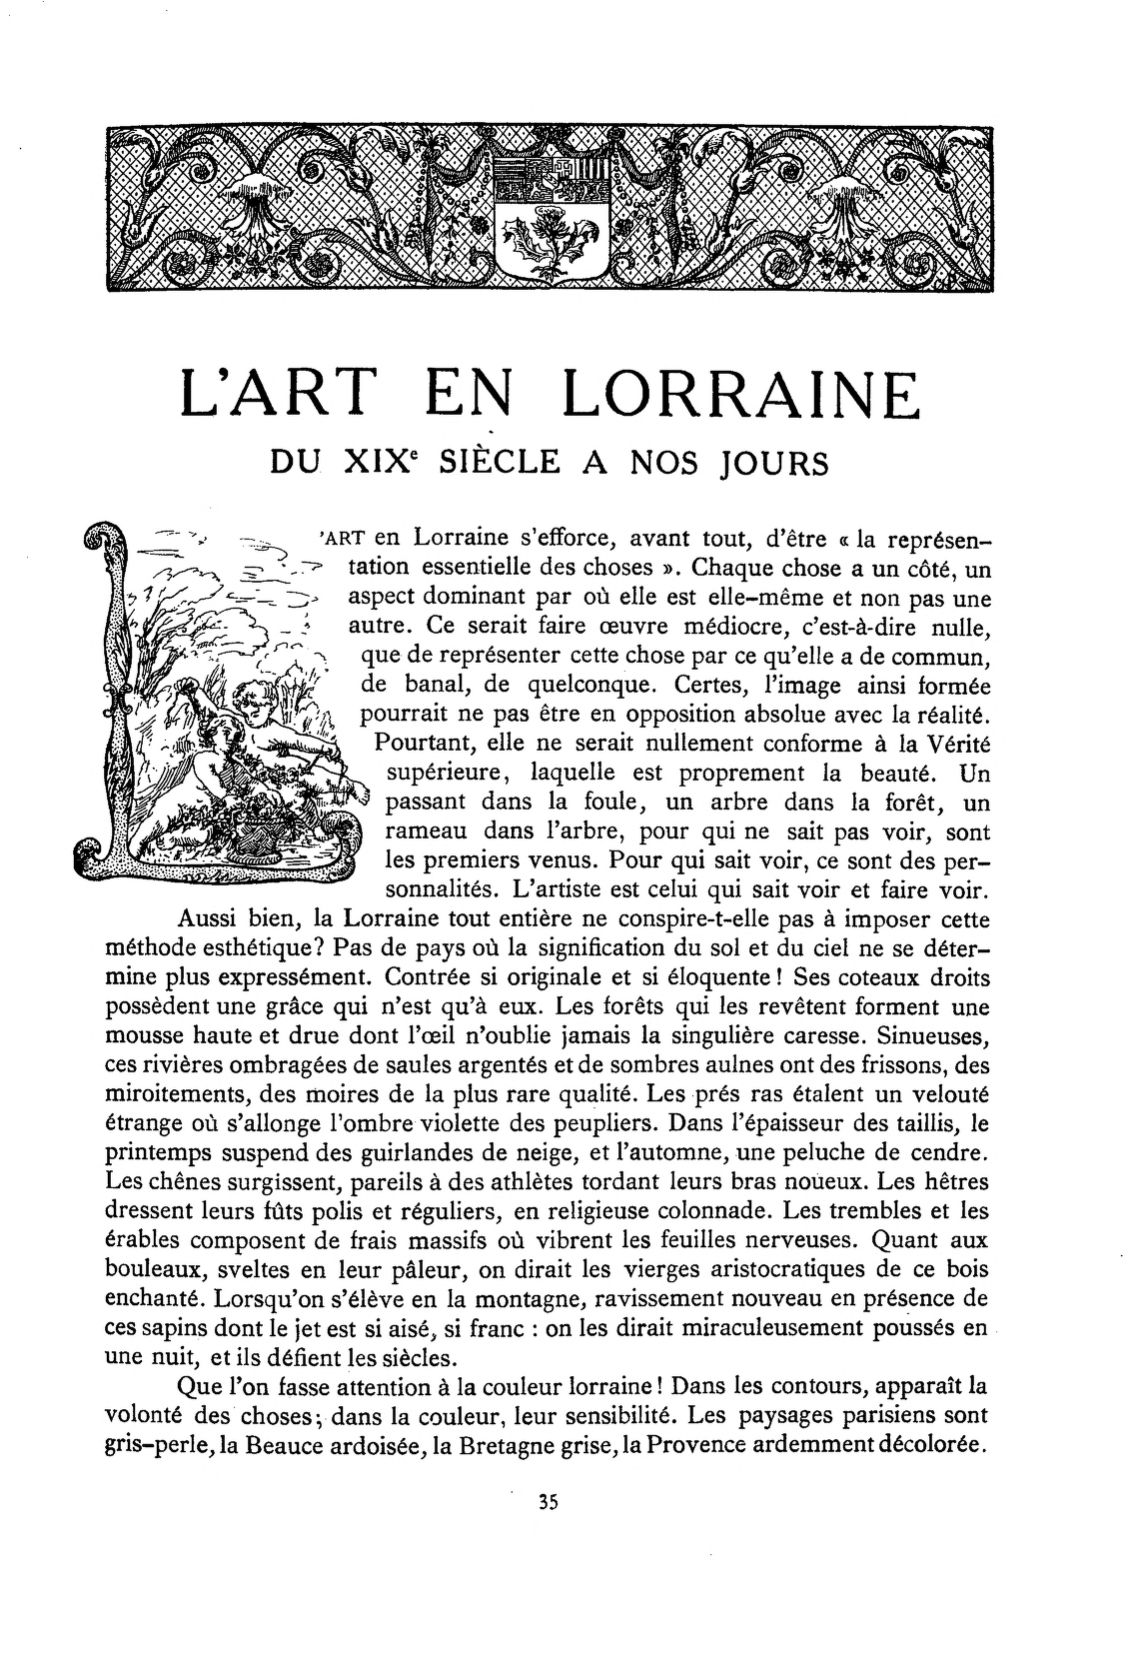 L'ART EN LORRAINE
DU XIXe SIÈCLE A NOS JOURS
L'ART en Lorraine s'efforce, avant tout, d'être « la représen-
tation essentielle des choses ». Chaque chose a un côté, un
aspect dominant par où elle est elle-même et non pas une
autre. Ce serait faire œuvre médiocre, c'est-à-dire nulle,
que de représenter cette chose par ce qu'elle a de commun,
de banal, de quelconque. Certes, l'image ainsi formée
pourrait ne pas être en opposition absolue avec la réalité.
Pourtant, elle ne serait nullement conforme à la Vérité
supérieure, laquelle est proprement la beauté. Un
passant dans la foule, un arbre dans la forêt, un
rameau dans l'arbre, pour qui ne sait pas voir, sont
les premiers venus. Pour qui sait voir, ce sont des per-
sonnalités. L'artiste est celui qui sait voir et faire voir.
Aussi bien, la Lorraine tout entière ne conspire-t-elle pas à imposer cette
méthode esthétique? Pas de pays où la signification du sol et du ciel ne se déter-
mine plus expressément. Contrée si originale et si éloquente! Ses coteaux droits
possèdent une grâce qui n'est qu'à eux. Les forêts qui les revêtent forment une
mousse haute et drue dont l'œil n'oublie jamais la singulière caresse. Sinueuses,
ces rivières ombragées de saules argentés et de sombres aulnes ont des frissons, des
miroitements, des moires de la plus rare qualité. Les prés ras étalent un velouté
étrange où s'allonge l'ombre violette des peupliers. Dans l'épaisseur des taillis, le
printemps suspend des guirlandes de neige, et l'automne, une peluche de cendre.
Les chênes surgissent, pareils à des athlètes tordant leurs bras noueux. Les hêtres
dressent leurs fûts polis et réguliers, en religieuse colonnade. Les trembles et les
érables composent de frais massifs où vibrent les feuilles nerveuses. Quant aux
bouleaux, sveltes en leur pâleur, on dirait les vierges aristocratiques de ce bois
enchanté. Lorsqu'on s'élève en la montagne, ravissement nouveau en présence de
ces sapins dont le jet est si aisé, si franc : on les dirait miraculeusement poussés en
une nuit, et ils défient les siècles.
Que l'on fasse attention à la couleur lorraine! Dans les contours, apparaît la
volonté des choses; dans la couleur, leur sensibilité. Les paysages parisiens sont
gris-perle, la Beauce ardoisée, la Bretagne grise, la Provence ardemment décolorée.
35